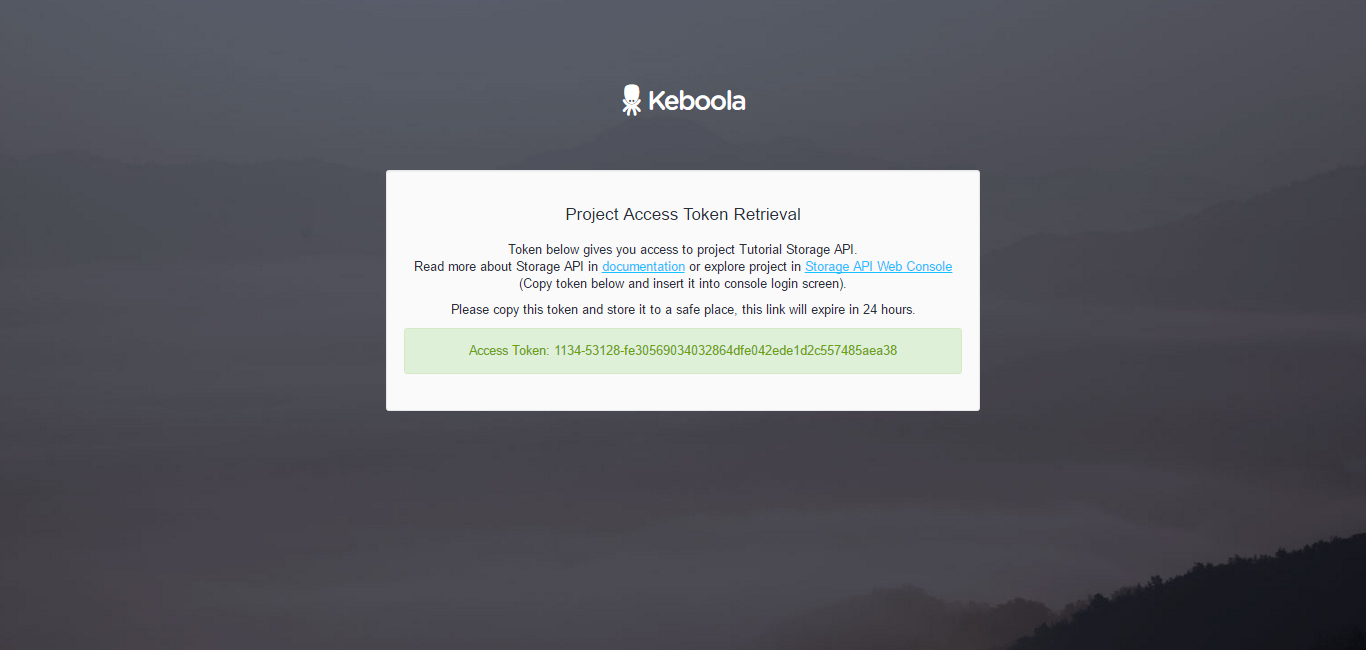 Keboola
Project Access Token Retrieval
Token below gives you access to project Tutorial Storage API.
Read more about Storage API in documentation or explore project in Storage API Web Console
(Copy token below and insert it into console login screen).
Please copy this token and store it to a safe place, this link will expire in 24 hours.
Access Token: 1134-53128-fe30569034032864dfe042ede1d2c557485aea38